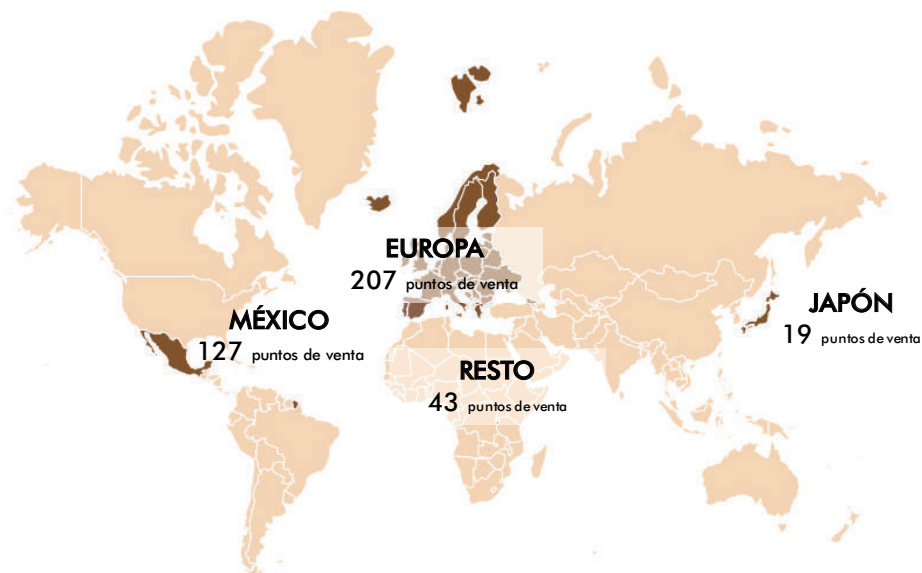 EUROPA
207 puntos de venta
MÉXICO
127 puntos de venta
JAPÓN
19 puntos de venta
RESTO
43 puntos de venta